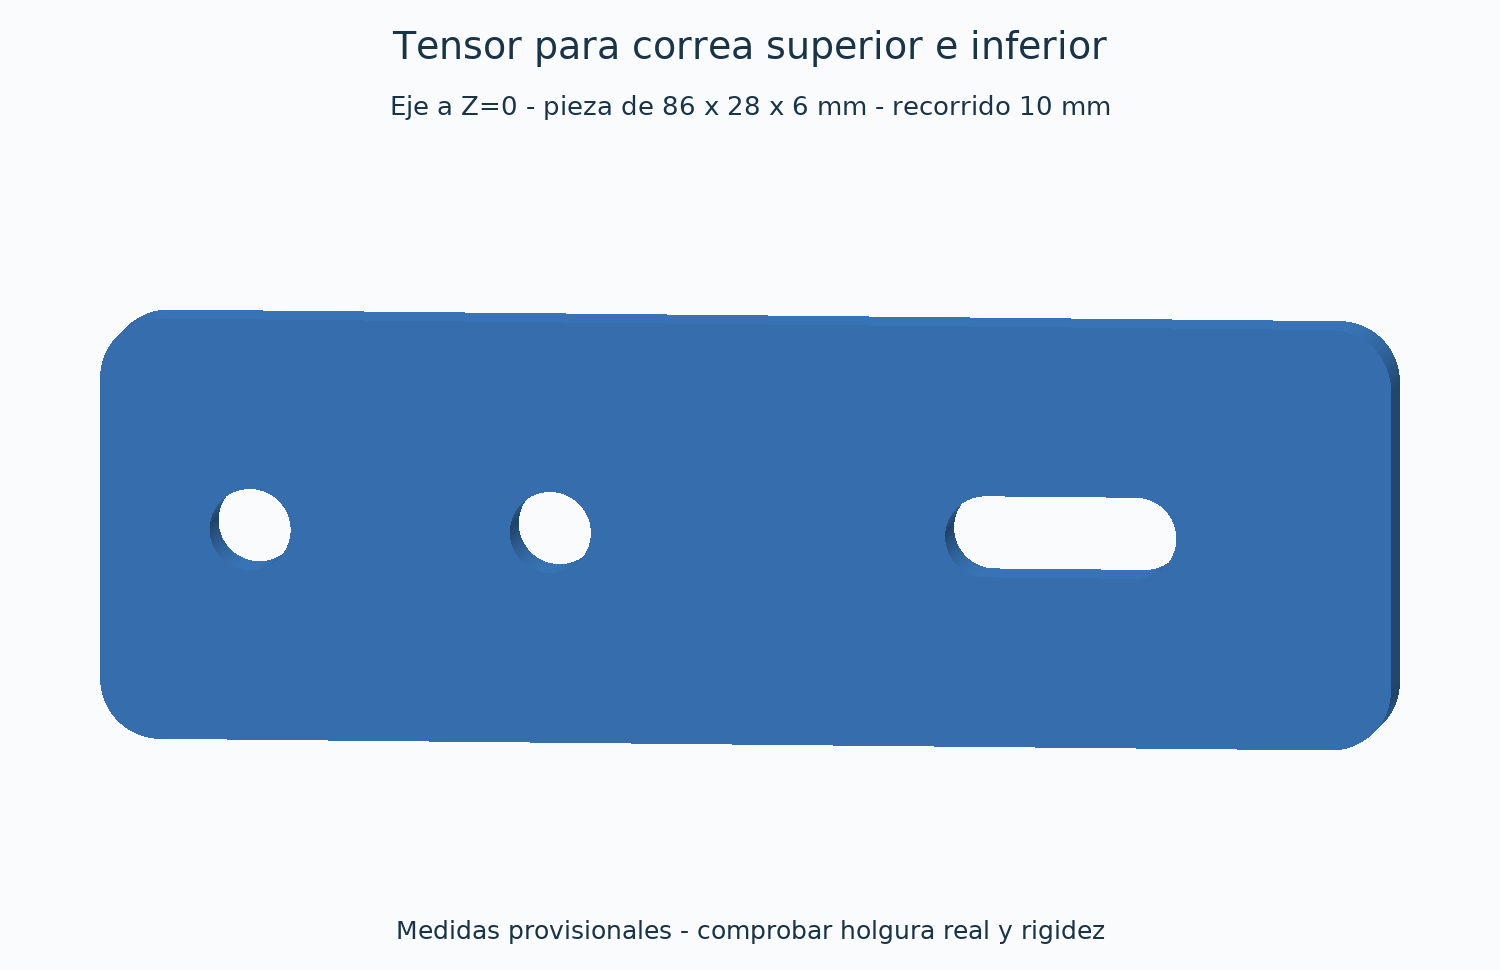 Tensor para correa superior e inferior
Eje a Z=0 - pieza de 86 x 28 x 6 mm - recorrido 10 mm
Medidas provisionales - comprobar holgura real y rigidez